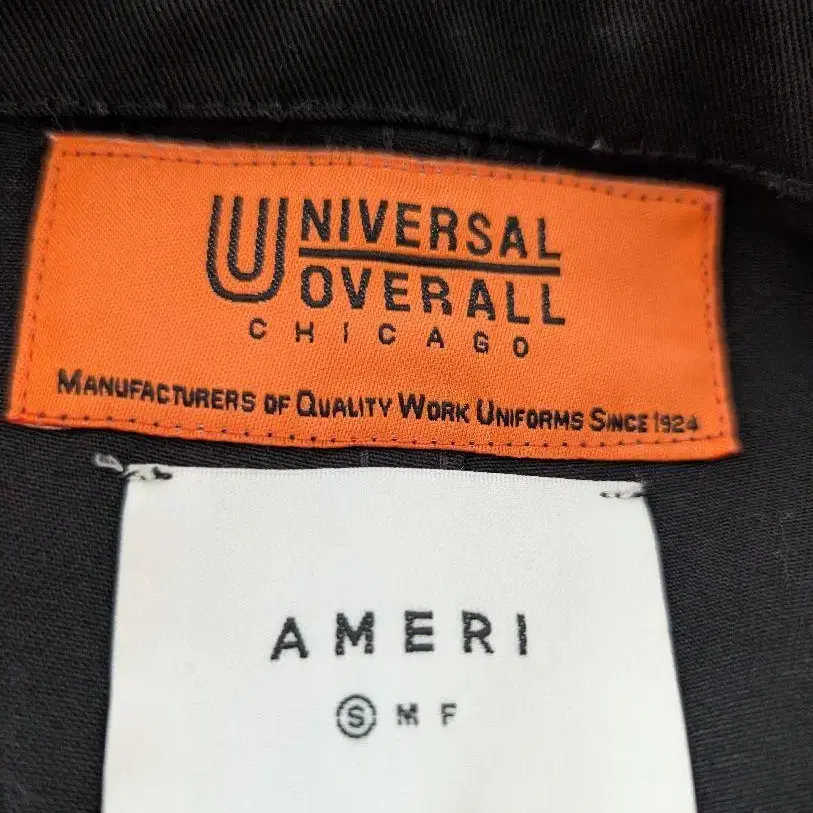 UNIVERSAL
OVERALL
CHICAGO
MANUFACTURERS OF QUALITY WORK UNIFORMS SINCE 1924
AMERI
S M F